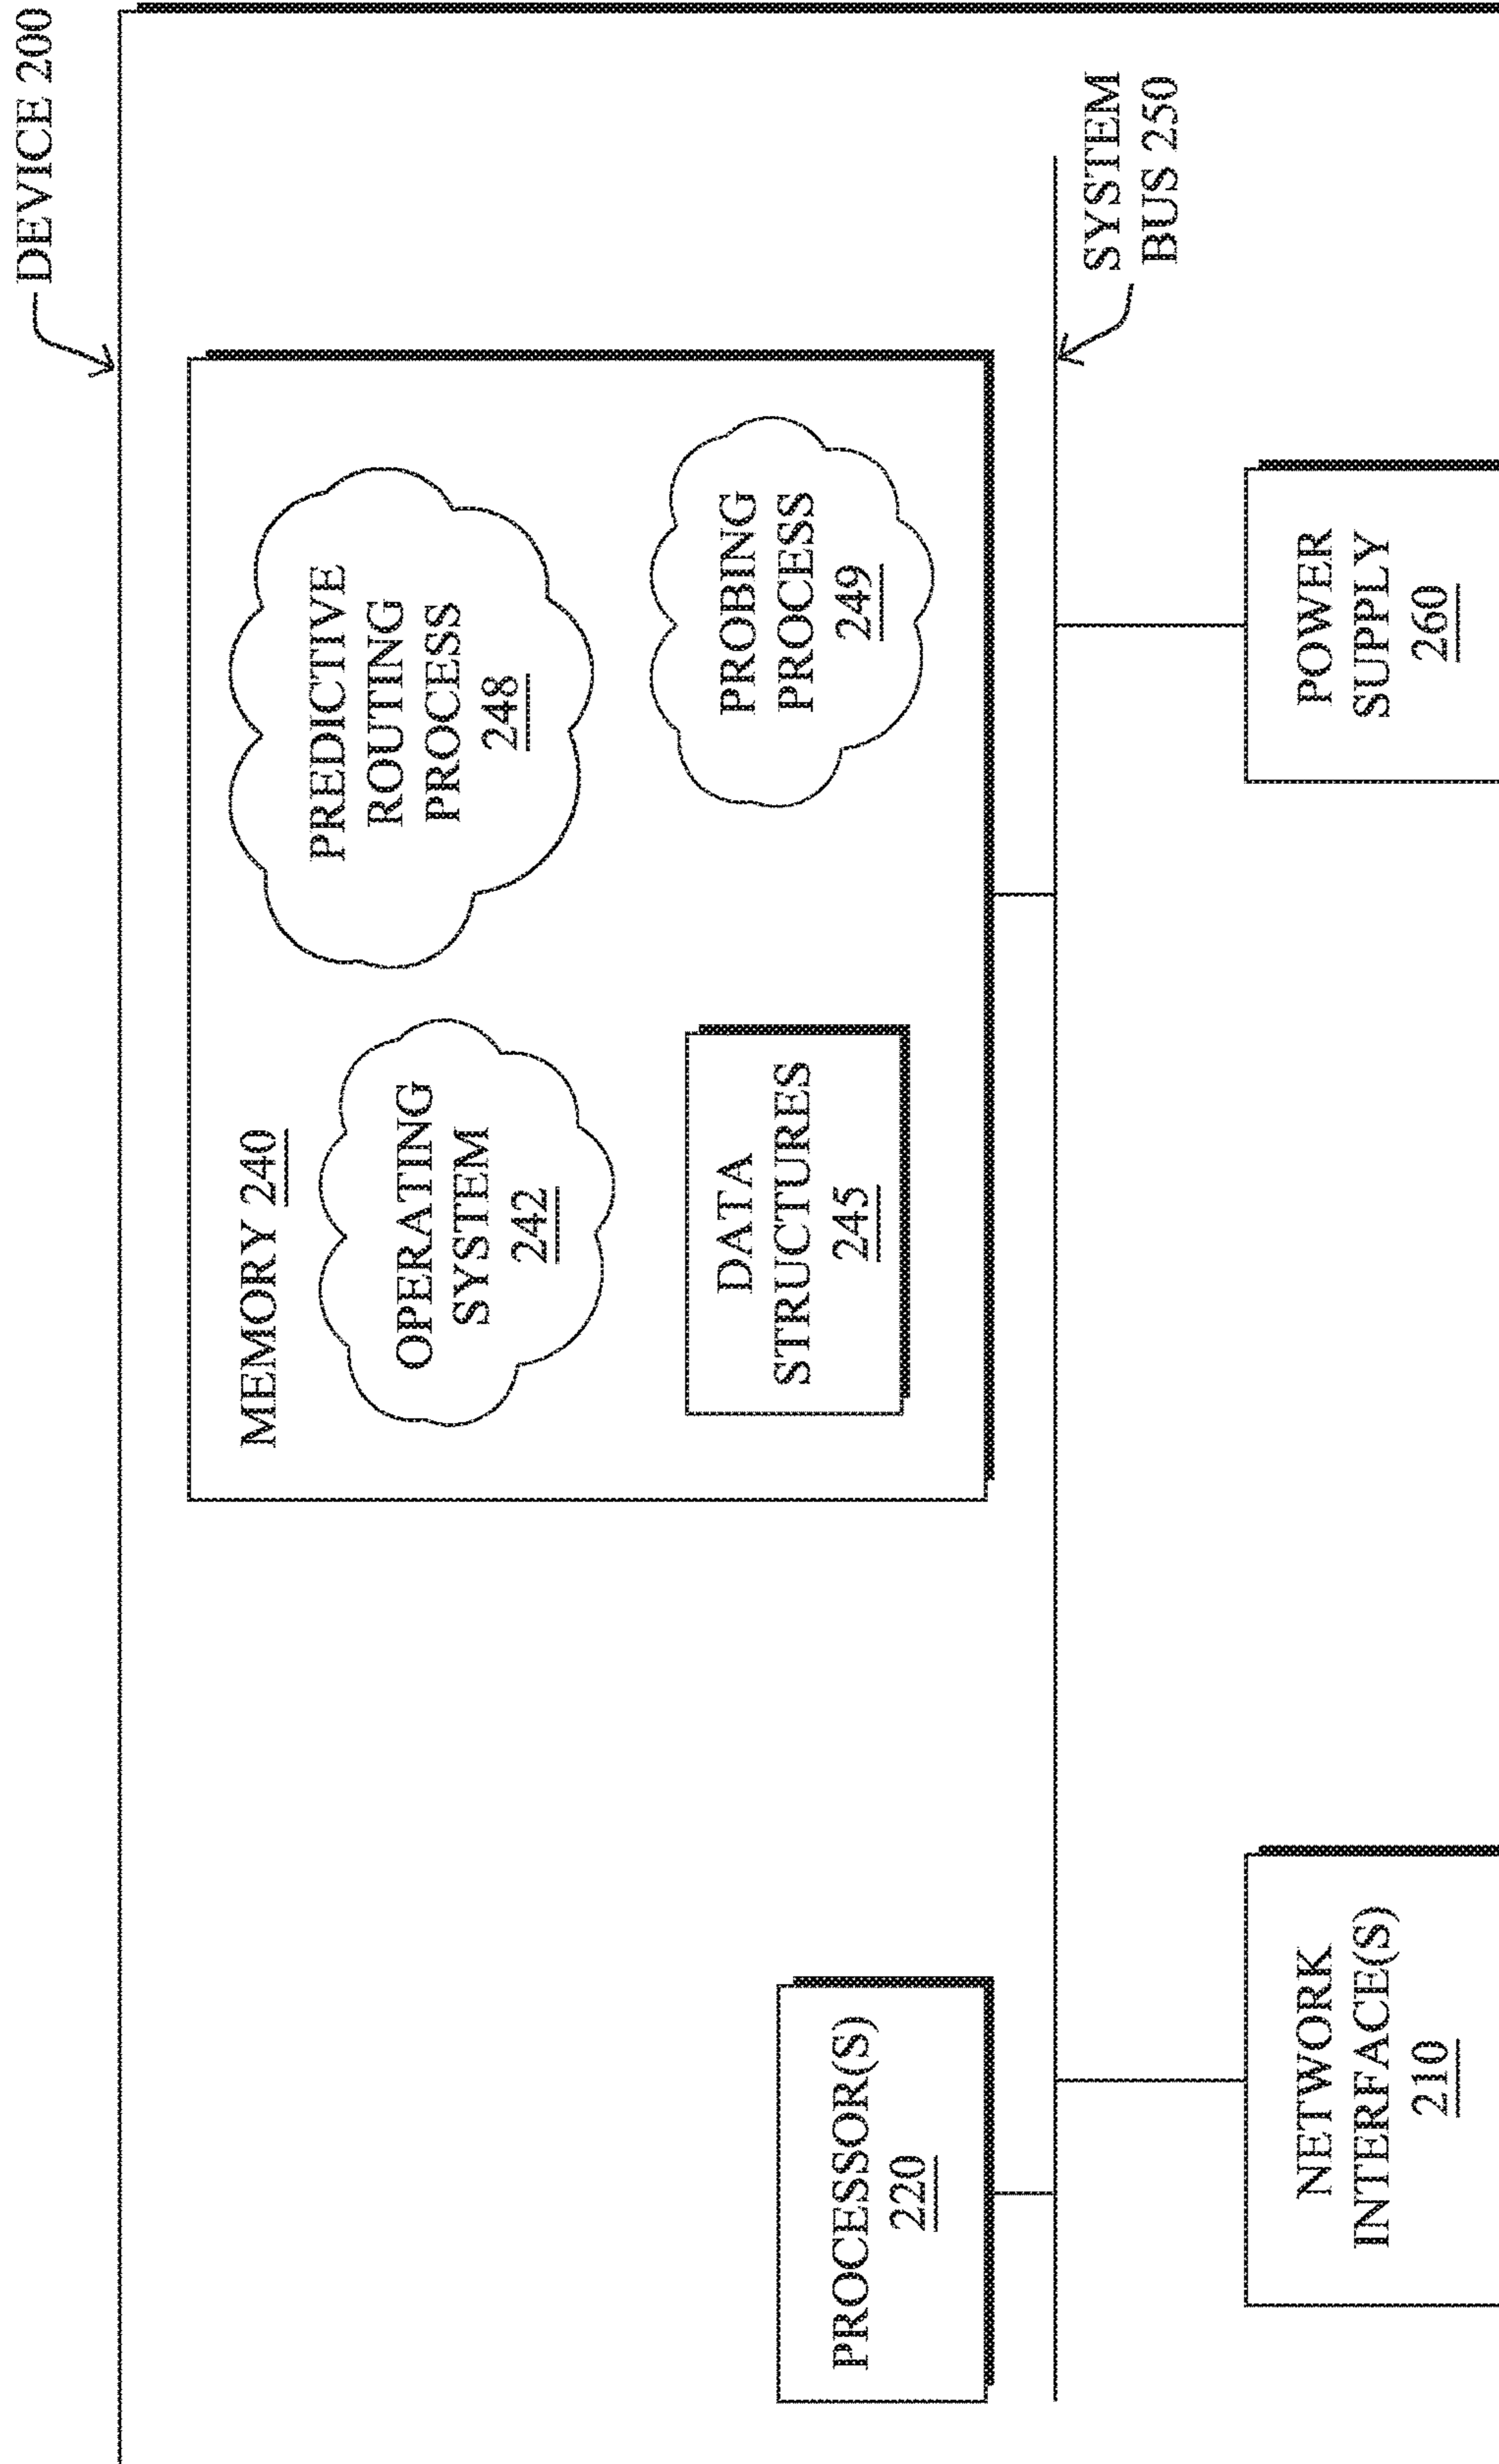 DEVICE 200
MEMORY 240
OPERATING
SYSTEM
242
PREDICTIVE
ROUTING
PROCESS
248
DATA
STRUCTURES
245
PROBING
PROCESS
249
PROCESSOR(S)
220
SYSTEM
BUS 250
NETWORK
INTERFACE(S)
210
POWER
SUPPLY
260